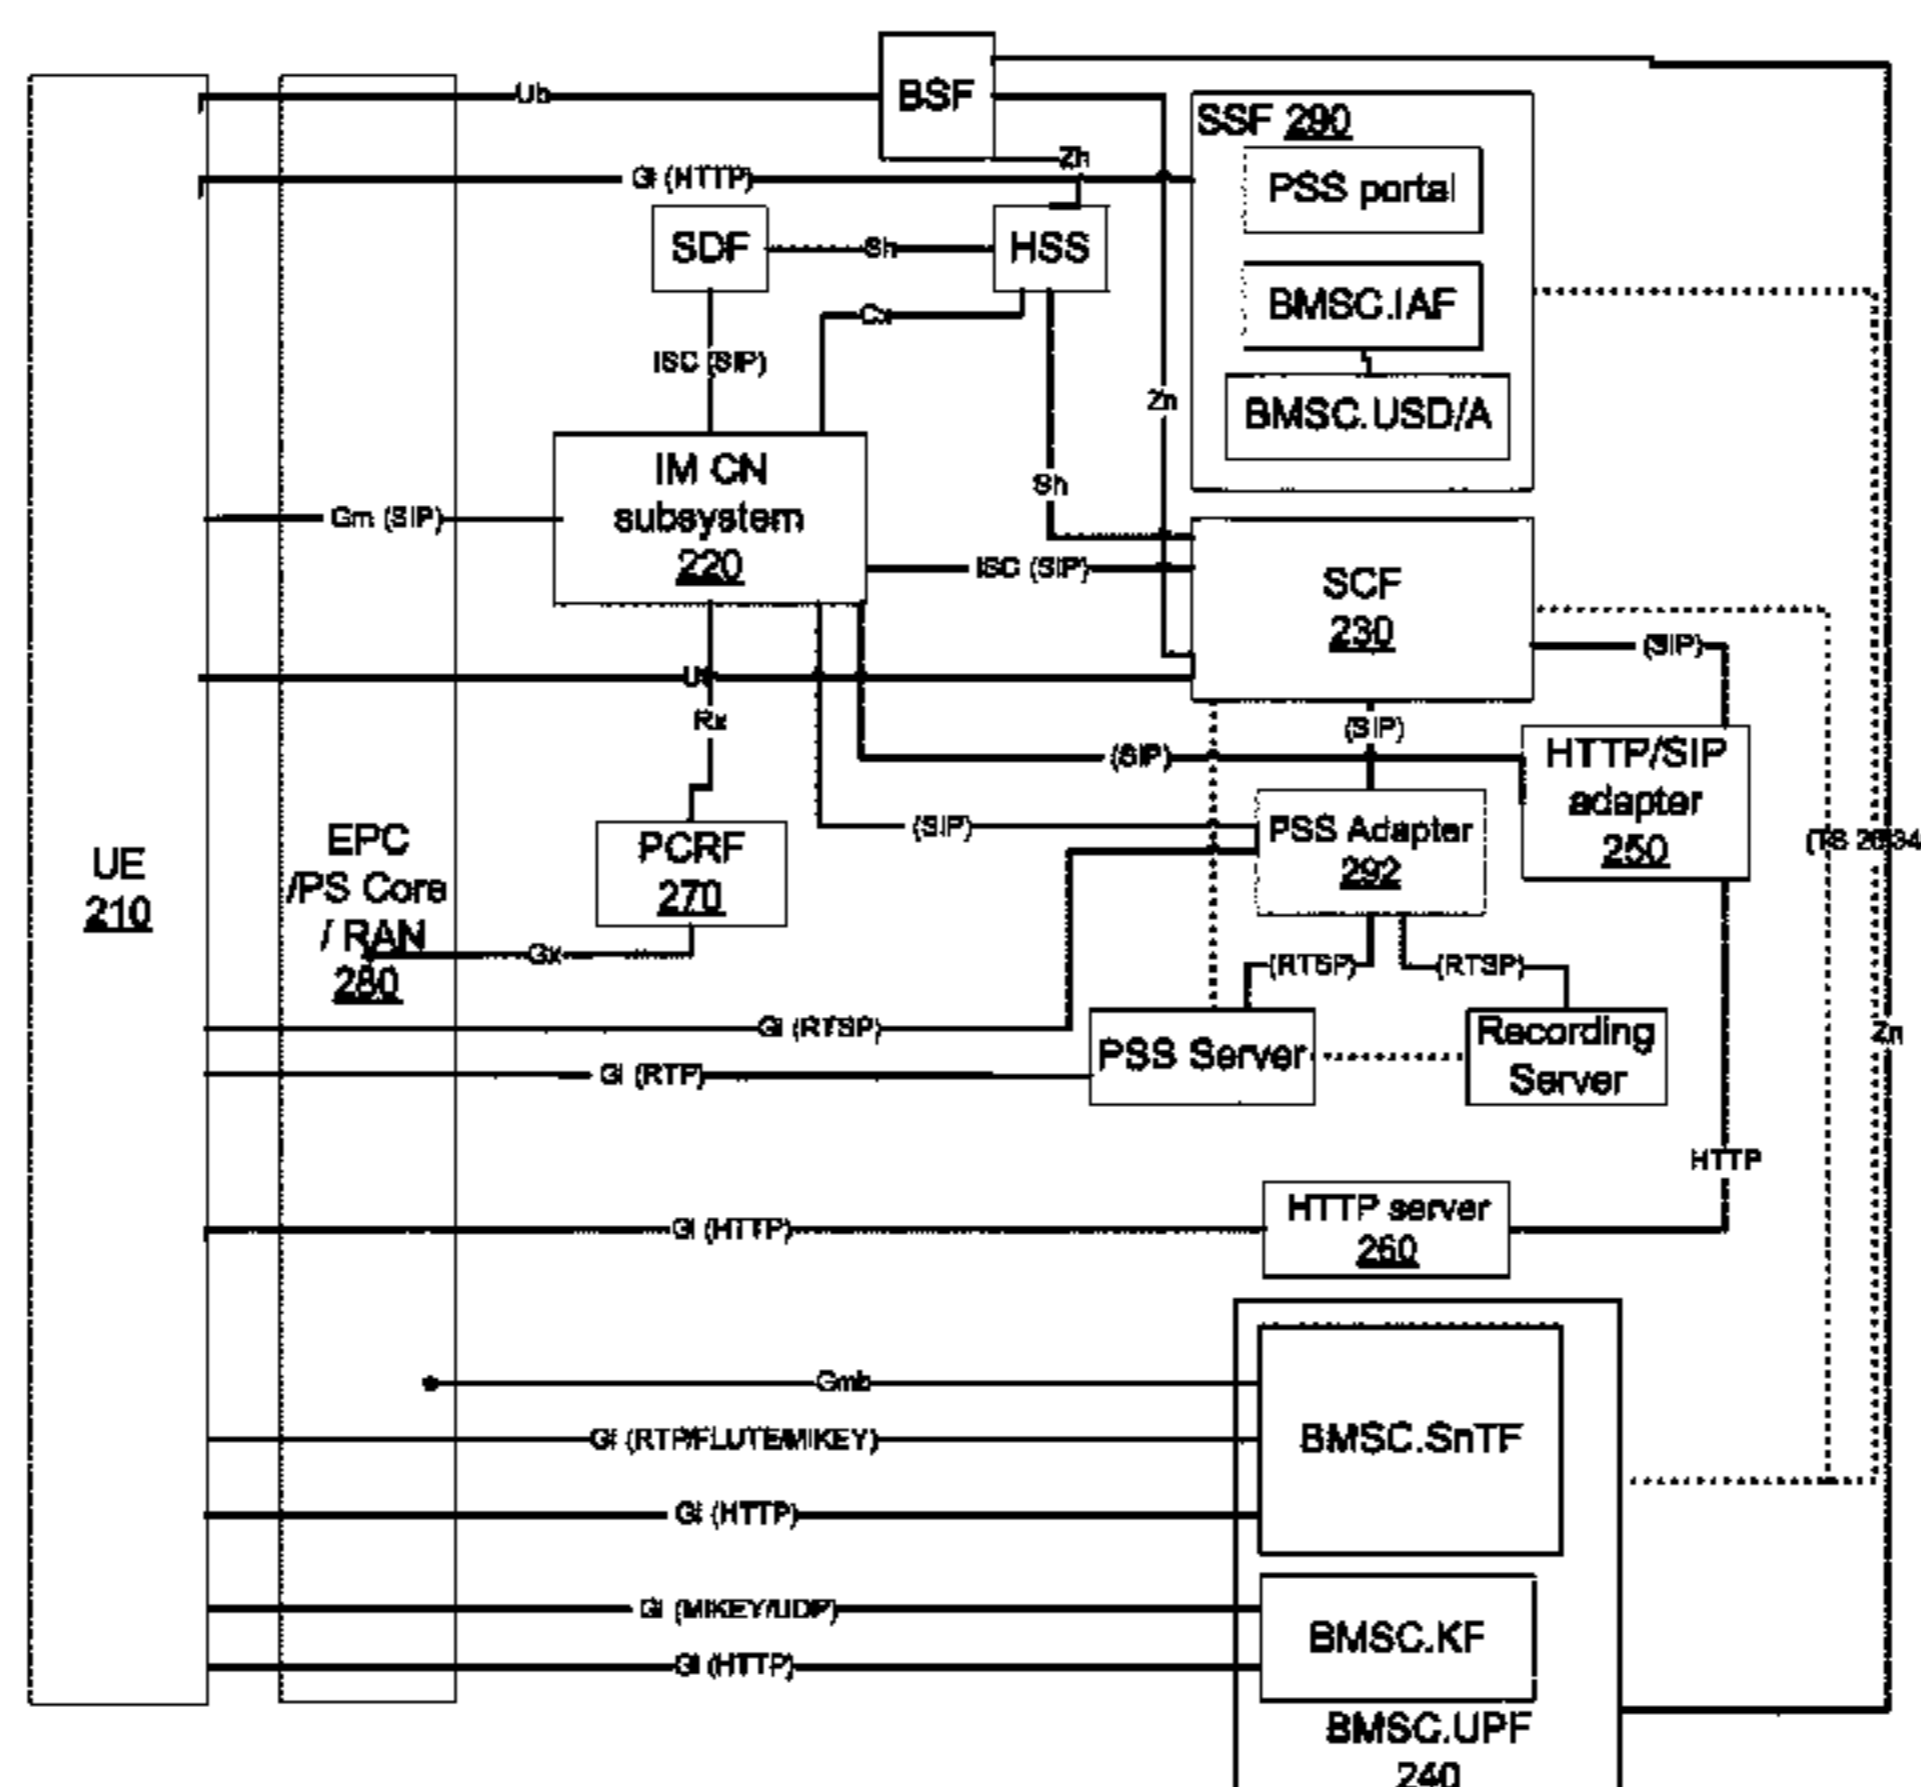 BSF
Ub
SSF 290
Zh
Gi (HTTP)
PSS portal
SDF
Sh
HSS
BMSC.IAF
Cx
ISC (SIP)
Zn
BMSC.USD/A
IM CN
subsystem
220
Sh
Gm (SIP)
ISC (SIP)
SCF
230
(SIP)
Ut
Rx
(SIP)
(SIP)
HTTP/SIP
adapter
250
(SIP)
PSS Adapter
292
EPC
/PS Core
/ RAN
280
PCRF
270
UE
210
Gx
(RTSP)
(RTSP)
Gi (RTSP)
PSS Server
Recording
Server
Zn
Gi (RTP)
HTTP
HTTP server
260
Gi (HTTP)
Gmb
Gi (RTP/FLUTE/MIKEY)
BMSC.SnTF
Gi (HTTP)
Gi (MIKEY/UDP)
BMSC.KF
Gi (HTTP)
BMSC.UPF
240